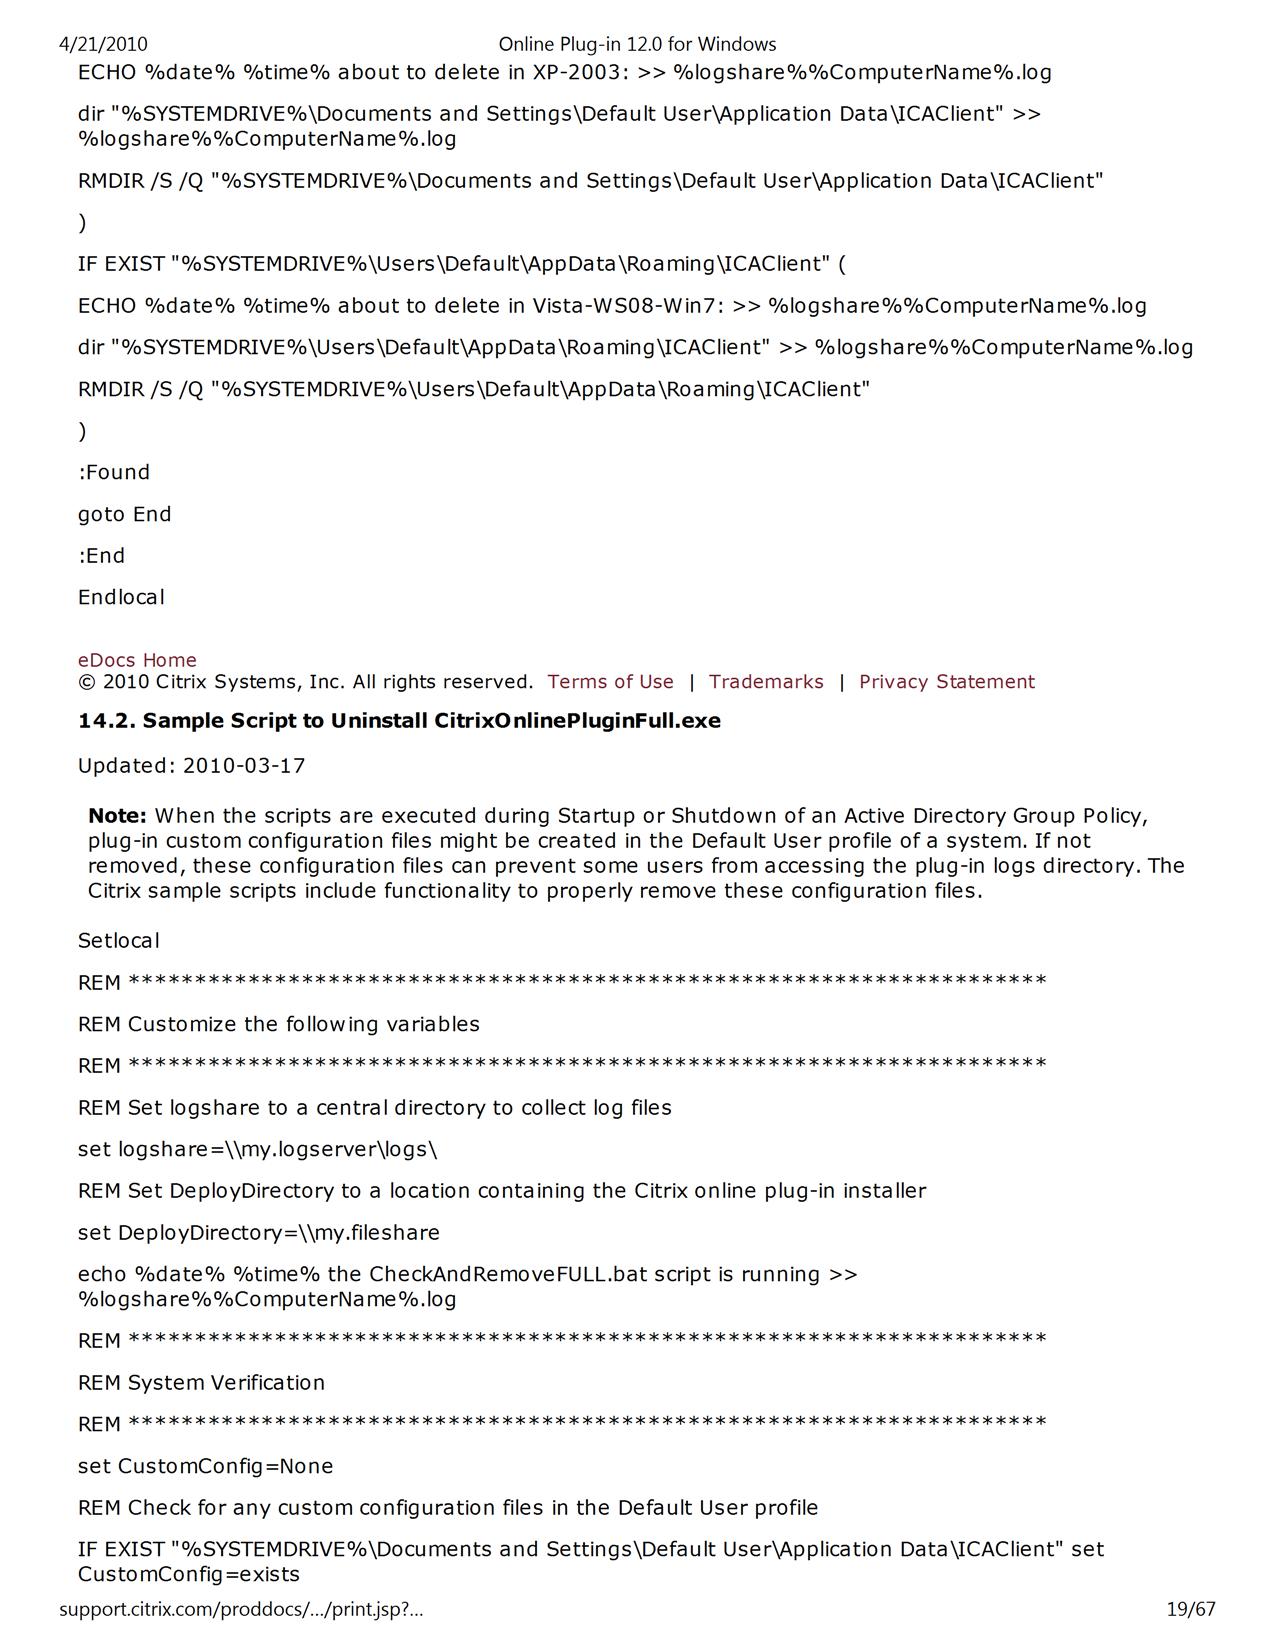 4/21/2010 Online Plug-in 12.0 for Windows
ECHO %date% %time% about to delete in XP-2003: >> %logshare%%ComputerName%.log
dir "%SYSTEMDRIVE%\Documents and Settings\Default User\Application Data\ICAClient" >>
%logshare%%ComputerName%.log
RMDIR /S /Q "%SYSTEMDRIVE%\Documents and Settings\Default User\Application Data\ICAClient"
)
IF EXIST "%SYSTEMDRIVE%\Users\Default\AppData\Roaming\ICAClient" (
ECHO %date% %time% about to delete in Vista-WS08-Win7: >> %logshare%%ComputerName%.log
dir "%SYSTEMDRIVE%\Users\Default\AppData\Roaming\ICAClient" >> %logshare%%ComputerName%.log
RMDIR /S /Q "%SYSTEMDRIVE%\Users\Default\AppData\Roaming\ICAClient"
)
:Found
goto End
:End
Endlocal
eDocs Home
© 2010 Citrix Systems, Inc. All rights reserved. Terms of Use | Trademarks | Privacy Statement
14.2. Sample Script to Uninstall CitrixOnlinePluginFull.exe
Updated: 2010-03-17
Note: When the scripts are executed during Startup or Shutdown of an Active Directory Group Policy,
plug-in custom configuration files might be created in the Default User profile of a system. If not
removed, these configuration files can prevent some users from accessing the plug-in logs directory. The
Citrix sample scripts include functionality to properly remove these configuration files.
Setlocal
REM *********************************************************************
REM Customize the following variables
REM *********************************************************************
REM Set logshare to a central directory to collect log files
set logshare=\\my.logserver\logs\
REM Set DeployDirectory to a location containing the Citrix online plug-in installer
set DeployDirectory=\\my.fileshare
echo %date% %time% the CheckAndRemoveFULL.bat script is running >>
%logshare%%ComputerName%.log
REM *********************************************************************
REM System Verification
REM *********************************************************************
set CustomConfig=None
REM Check for any custom configuration files in the Default User profile
IF EXIST "%SYSTEMDRIVE%\Documents and Settings\Default User\Application Data\ICAClient" set
CustomConfig=exists
support.citrix.com/proddocs/.../print.jsp?... 19/67